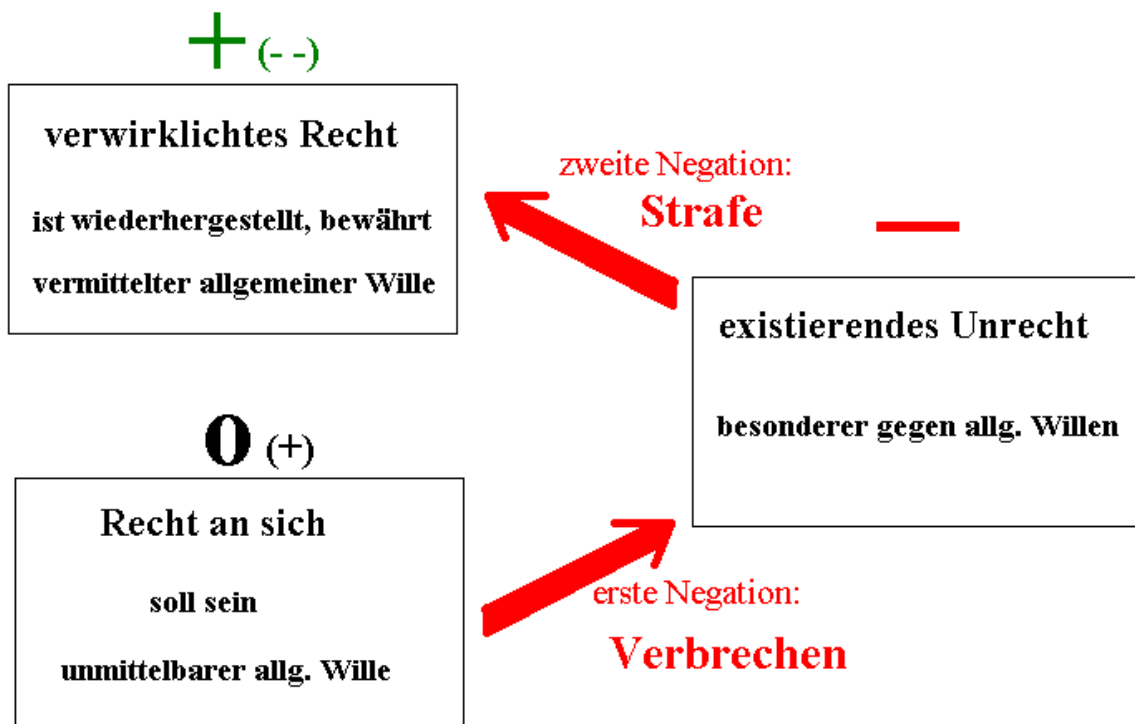 + (- -)
verwirklichtes Recht
ist wiederhergestellt, bewährt
vermittelter allgemeiner Wille
zweite Negation:
Strafe
—
existierendes Unrecht
besonderer gegen allg. Willen
0 (+)
Recht an sich
soll sein
unmittelbarer allg. Wille
erste Negation:
Verbrechen